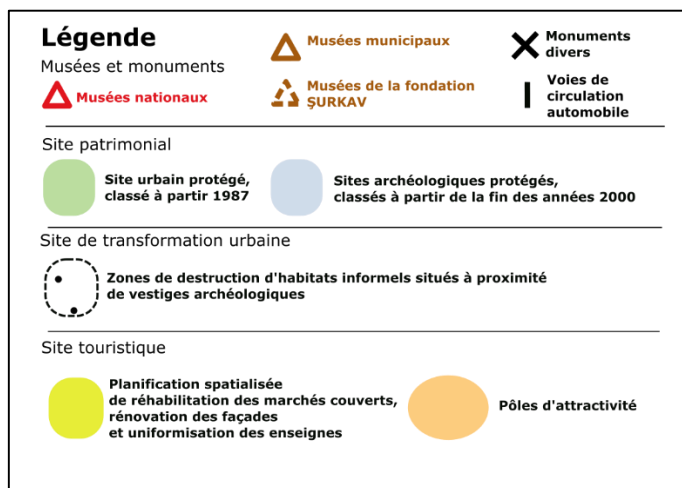 Légende
Musées et monuments
Musées nationaux
Musées municipaux
Musées de la fondation
ŞURKAV
Monuments
divers
Voies de
circulation
automobile
Site patrimonial
Site urbain protégé,
classé à partir 1987
Sites archéologiques protégés,
classés à partir de la fin des années 2000
Site de transformation urbaine
Zones de destruction d'habitats informels situés à proximité
de vestiges archéologiques
Site touristique
Planification spatialisée
de réhabilitation des marchés couverts,
rénovation des façades
et uniformisation des enseignes
Pôles d'attractivité